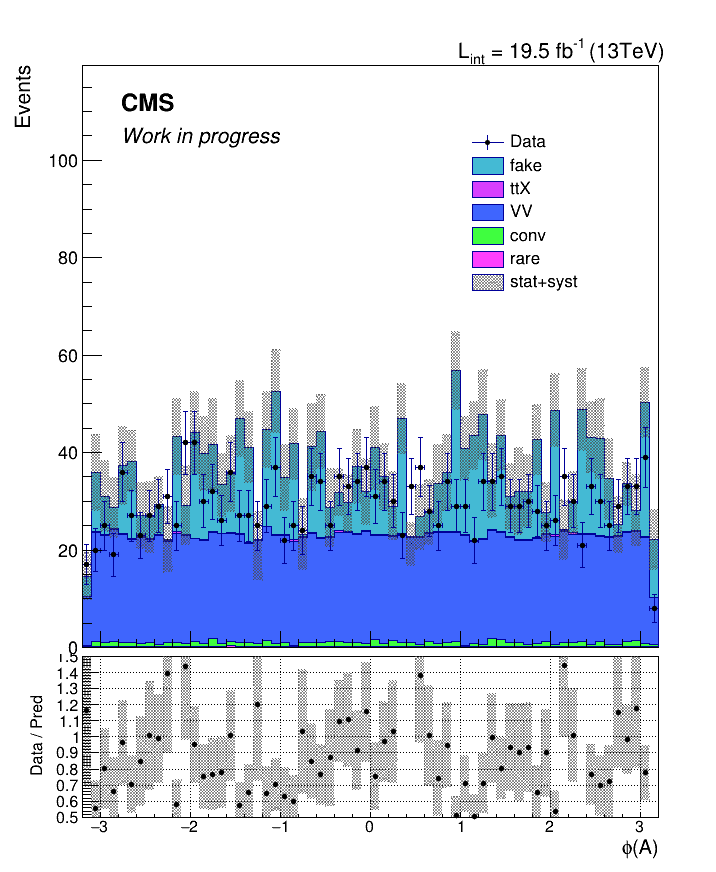 L_int = 19.5 fb^-1 (13TeV)
Events
CMS
Work in progress
Data
fake
ttX
VV
conv
rare
stat+syst
100
80
60
40
20
0
Data / Pred
1.5
1.4
1.3
1.2
1.1
1
0.9
0.8
0.7
0.6
0.5
−3 −2 −1 0 1 2 3
ϕ(A)